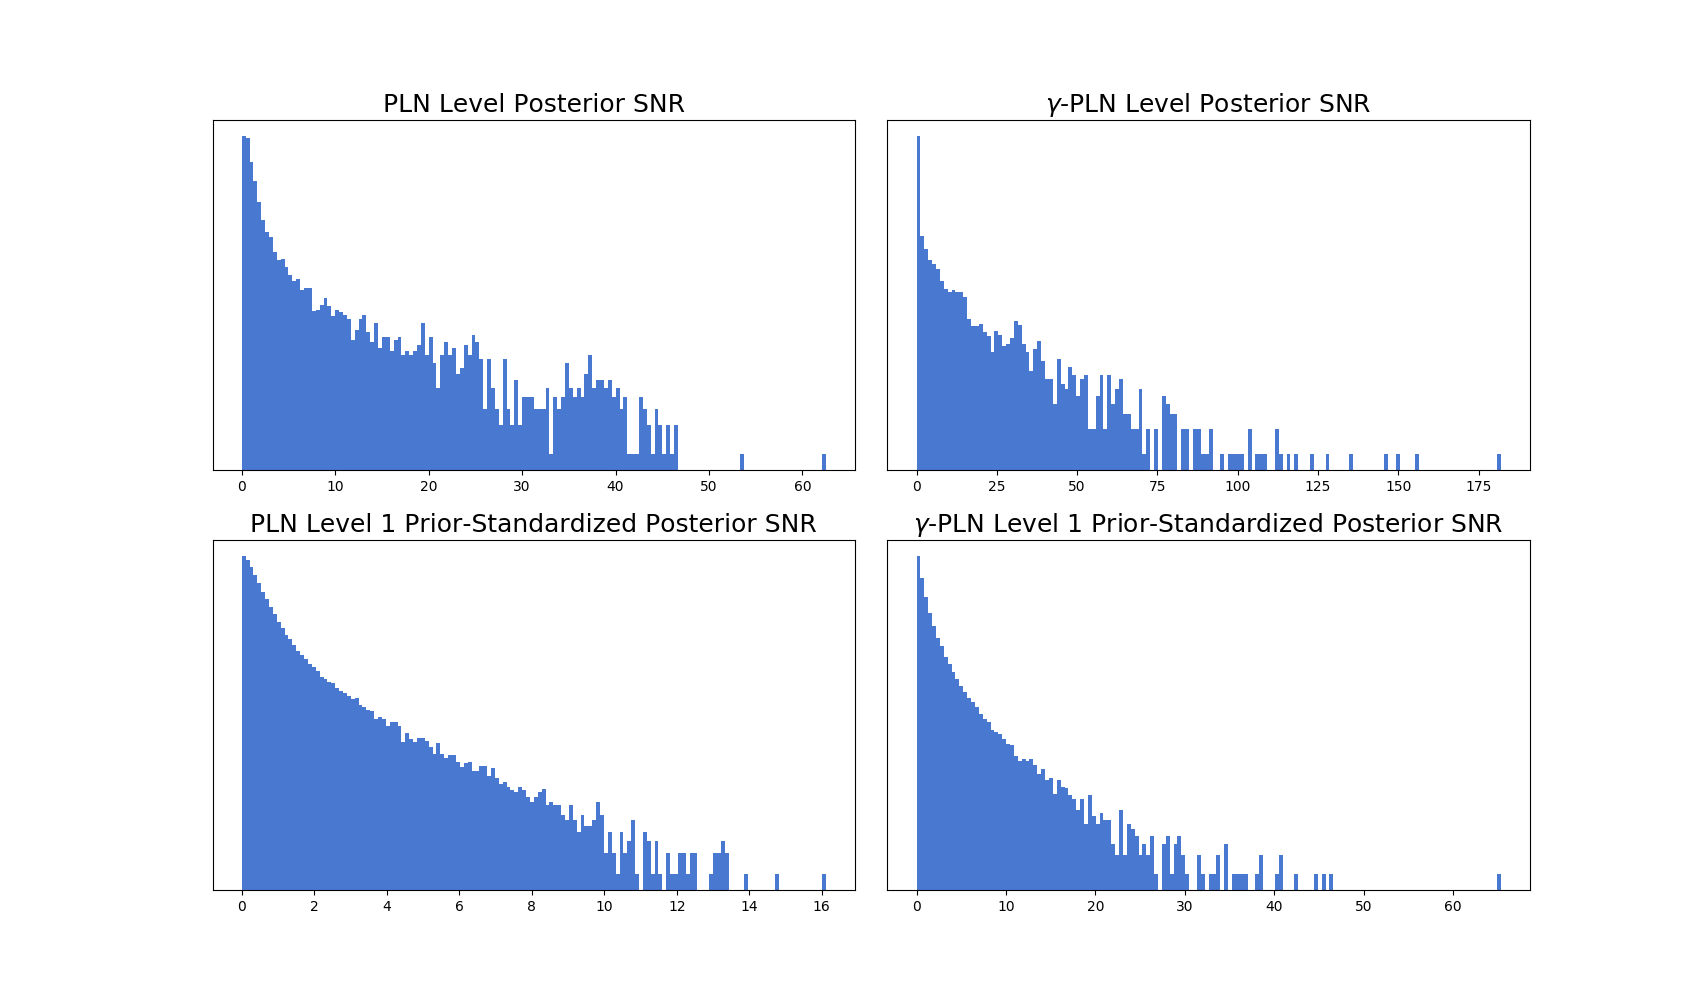 PLN Level Posterior SNR
γ-PLN Level Posterior SNR
0 10 20 30 40 50 60
0 25 50 75 100 125 150 175
PLN Level 1 Prior-Standardized Posterior SNR
γ-PLN Level 1 Prior-Standardized Posterior SNR
0 2 4 6 8 10 12 14 16
0 10 20 30 40 50 60